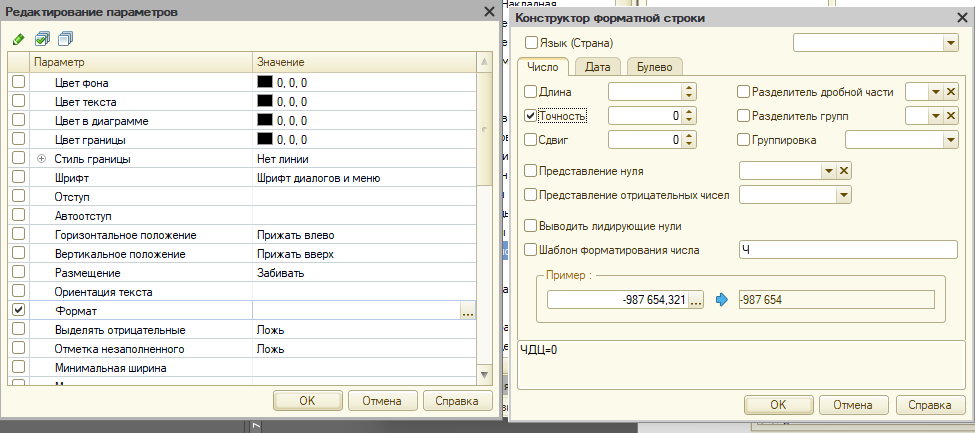 Редактирование параметров
Параметр Значение
Цвет фона 0, 0, 0
Цвет текста 0, 0, 0
Цвет в диаграмме 0, 0, 0
Цвет границы 0, 0, 0
Стиль границы Нет линии
Шрифт Шрифт диалогов и меню
Отступ
Автоотступ
Горизонтальное положение Прижать влево
Вертикальное положение Прижать вверх
Размещение Забивать
Ориентация текста
Формат ...
Выделять отрицательные Ложь
Отметка незаполненного Ложь
Минимальная ширина
OK Отмена Справка
Накладная
Конструктор форматной строки
Язык (Страна)
Число Дата Булево
Длина Разделитель дробной части
Точность 0 Разделитель групп
Сдвиг 0 Группировка
Представление нуля
Представление отрицательных чисел
Выводить лидирующие нули
Шаблон форматирования числа Ч
Пример :
-987 654,321 ... -987 654
ЧДЦ=0
OK Отмена Справка